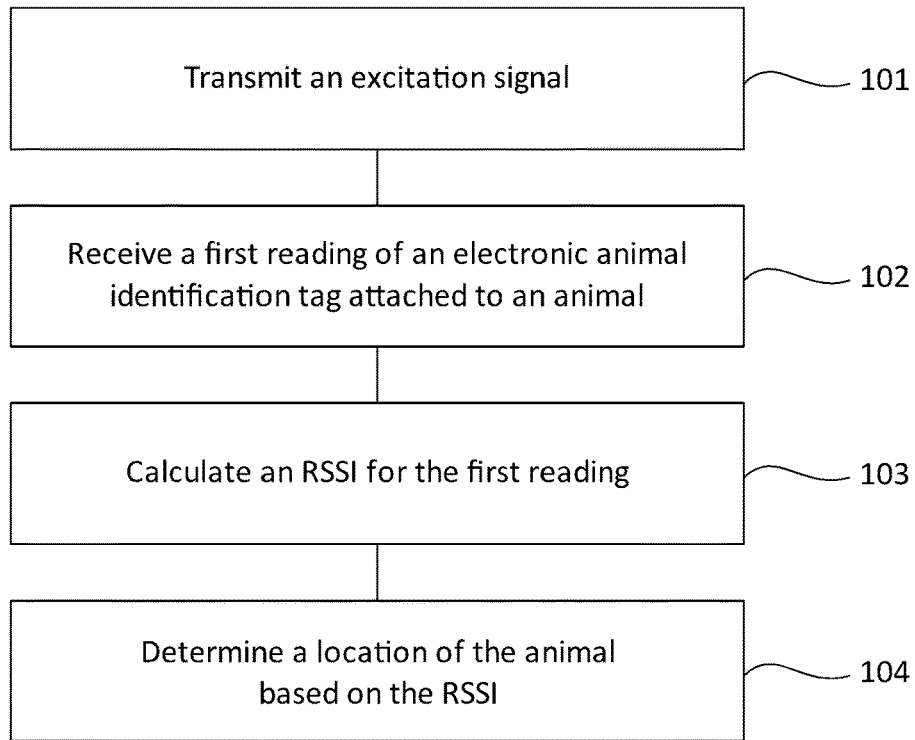 Transmit an excitation signal
101
Receive a first reading of an electronic animal
identification tag attached to an animal
102
Calculate an RSSI for the first reading
103
Determine a location of the animal
based on the RSSI
104